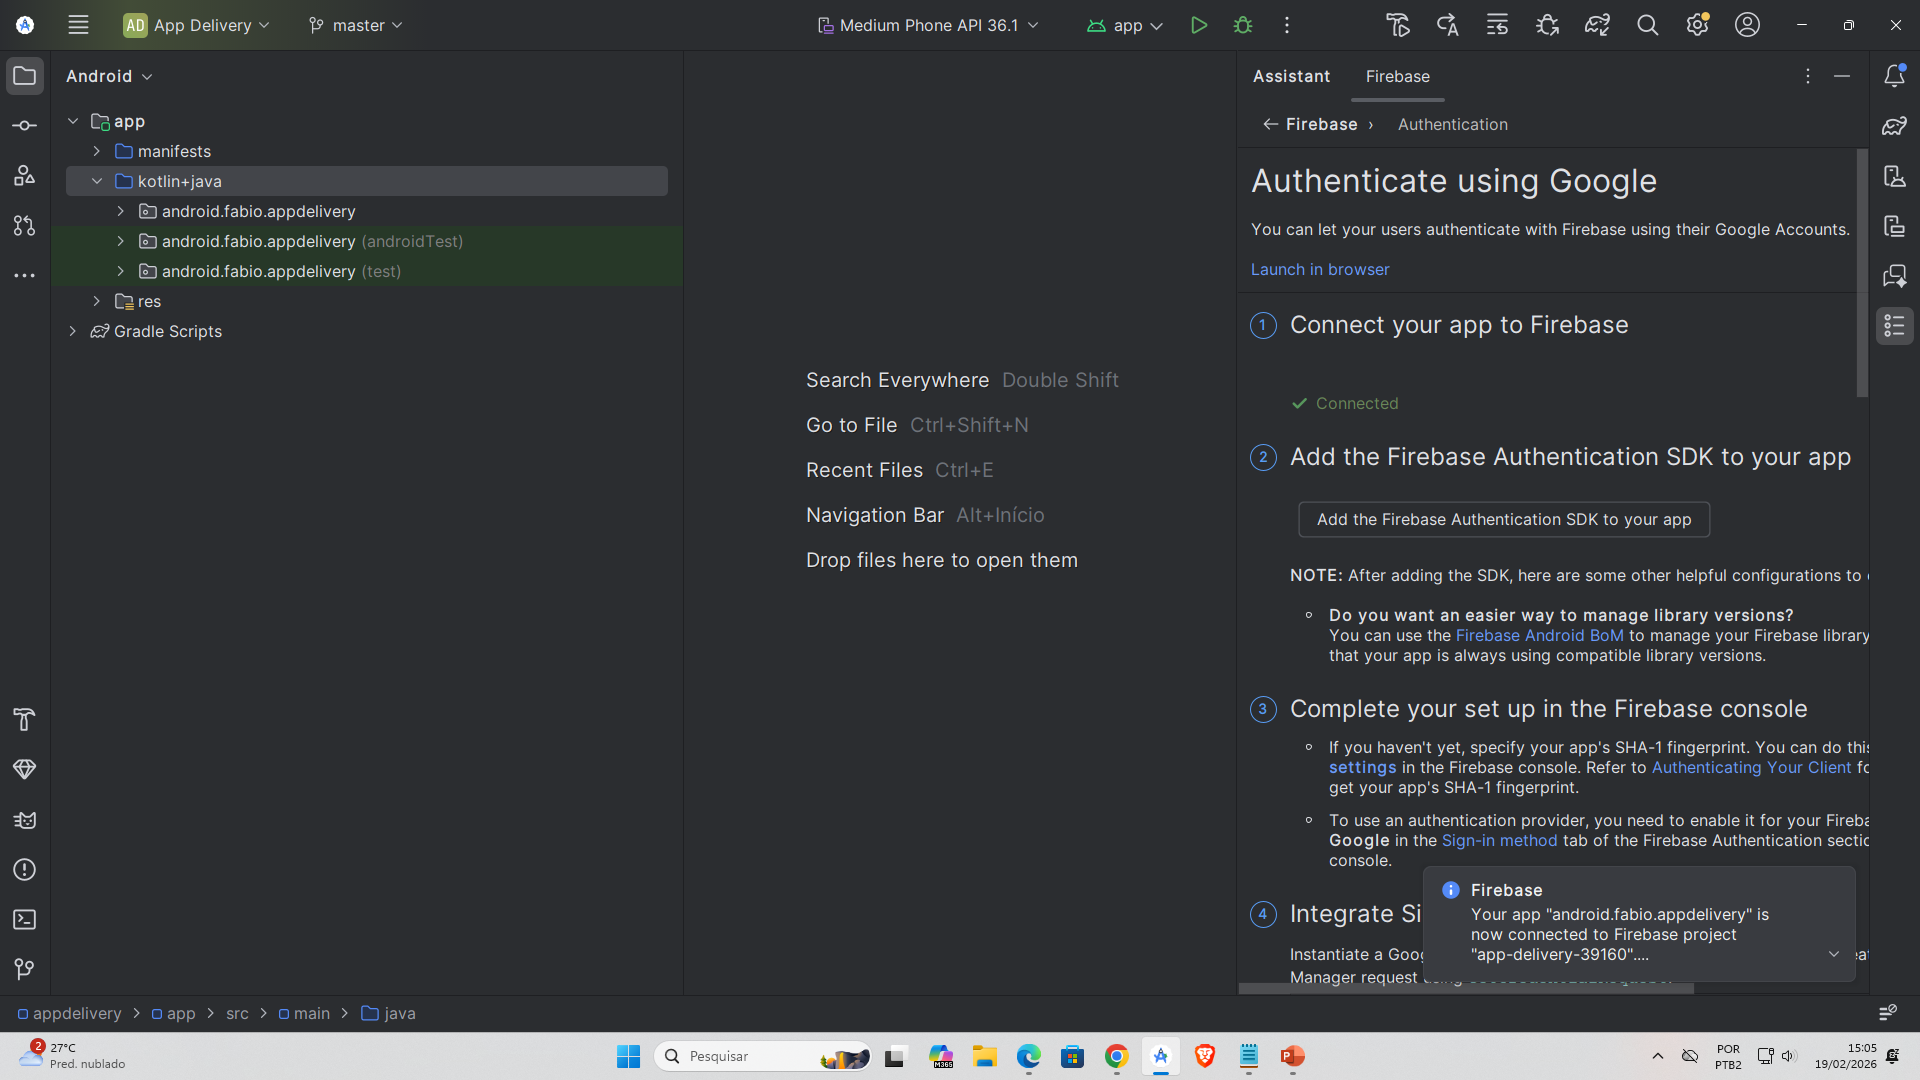 AD App Delivery
master
Medium Phone API 36.1
app
Android
app
manifests
kotlin+java
android.fabio.appdelivery
android.fabio.appdelivery (androidTest)
android.fabio.appdelivery (test)
res
Gradle Scripts
Search Everywhere Double Shift
Go to File Ctrl+Shift+N
Recent Files Ctrl+E
Navigation Bar Alt+Início
Drop files here to open them
Assistant Firebase
← Firebase › Authentication
Authenticate using Google
You can let your users authenticate with Firebase using their Google Accounts.
Launch in browser
1 Connect your app to Firebase
Connected
2 Add the Firebase Authentication SDK to your app
Add the Firebase Authentication SDK to your app
NOTE: After adding the SDK, here are some other helpful configurations to
Do you want an easier way to manage library versions?
You can use the Firebase Android BoM to manage your Firebase library
that your app is always using compatible library versions.
3 Complete your set up in the Firebase console
If you haven't yet, specify your app's SHA-1 fingerprint. You can do this
settings in the Firebase console. Refer to Authenticating Your Client fo
get your app's SHA-1 fingerprint.
To use an authentication provider, you need to enable it for your Fireba
Google in the Sign-in method tab of the Firebase Authentication sectio
console.
4 Integrate Si
Instantiate a Goog
Manager request using
Firebase
Your app "android.fabio.appdelivery" is
now connected to Firebase project
"app-delivery-39160"....
appdelivery > app > src > main > java
2
27°C
Pred. nublado
Pesquisar
M365
POR
PTB2
15:05
19/02/2026